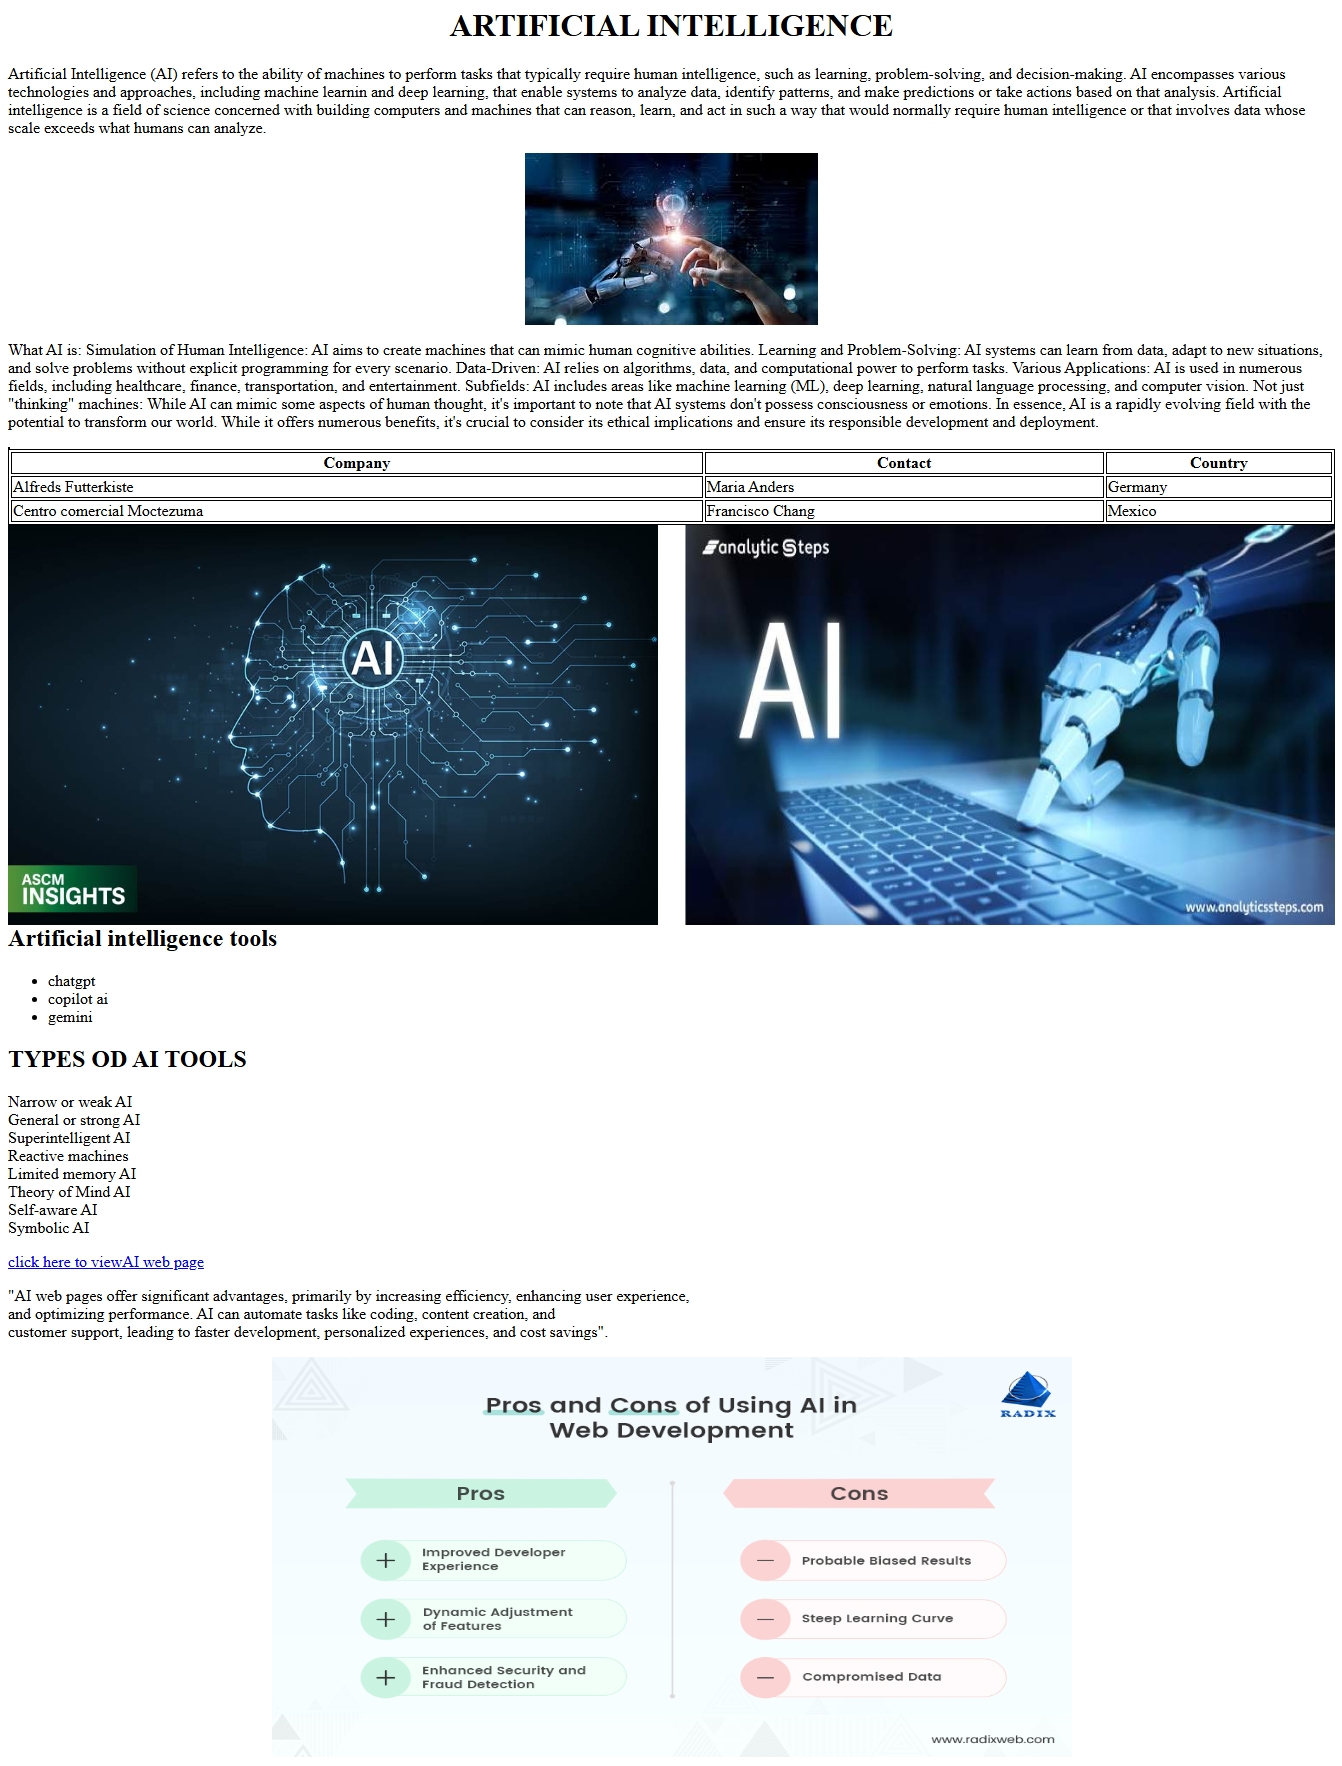 ARTIFICIAL INTELLIGENCE
Artificial Intelligence (AI) refers to the ability of machines to perform tasks that typically require human intelligence, such as learning, problem-solving, and decision-making. AI encompasses various
technologies and approaches, including machine learnin and deep learning, that enable systems to analyze data, identify patterns, and make predictions or take actions based on that analysis. Artificial
intelligence is a field of science concerned with building computers and machines that can reason, learn, and act in such a way that would normally require human intelligence or that involves data whose
scale exceeds what humans can analyze.
What AI is: Simulation of Human Intelligence: AI aims to create machines that can mimic human cognitive abilities. Learning and Problem-Solving: AI systems can learn from data, adapt to new situations,
and solve problems without explicit programming for every scenario. Data-Driven: AI relies on algorithms, data, and computational power to perform tasks. Various Applications: AI is used in numerous
fields, including healthcare, finance, transportation, and entertainment. Subfields: AI includes areas like machine learning (ML), deep learning, natural language processing, and computer vision. Not just
"thinking" machines: While AI can mimic some aspects of human thought, it's important to note that AI systems don't possess consciousness or emotions. In essence, AI is a rapidly evolving field with the
potential to transform our world. While it offers numerous benefits, it's crucial to consider its ethical implications and ensure its responsible development and deployment.
Company Contact Country
Alfreds Futterkiste Maria Anders Germany
Centro comercial Moctezuma Francisco Chang Mexico
AI
ASCM
INSIGHTS
analytic Steps
AI
www.analyticssteps.com
Artificial intelligence tools
• chatgpt
• copilot ai
• gemini
TYPES OD AI TOOLS
Narrow or weak AI
General or strong AI
Superintelligent AI
Reactive machines
Limited memory AI
Theory of Mind AI
Self-aware AI
Symbolic AI
click here to viewAI web page
"AI web pages offer significant advantages, primarily by increasing efficiency, enhancing user experience,
and optimizing performance. AI can automate tasks like coding, content creation, and
customer support, leading to faster development, personalized experiences, and cost savings".
Pros and Cons of Using AI in
Web Development
RADIX
Pros
Improved Developer
Experience
Dynamic Adjustment
of Features
Enhanced Security and
Fraud Detection
Cons
Probable Biased Results
Steep Learning Curve
Compromised Data
www.radixweb.com